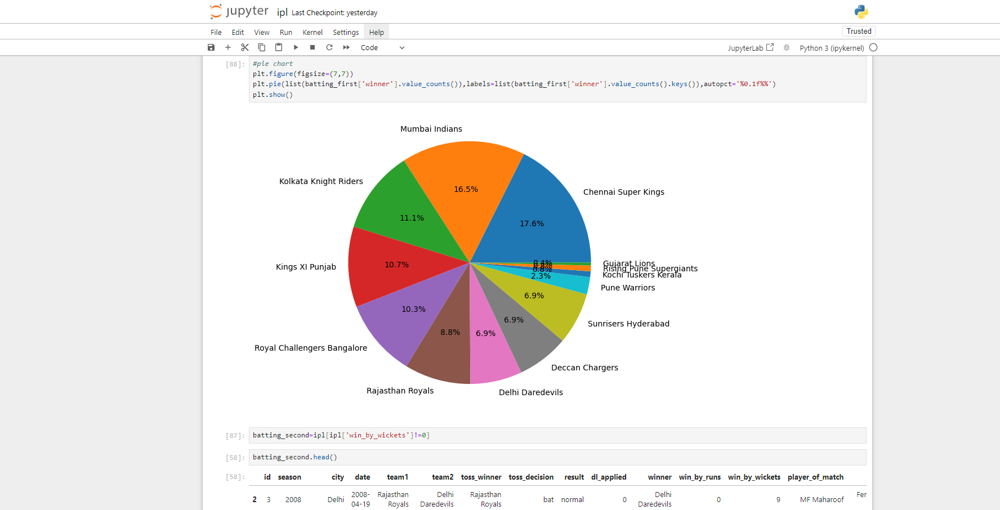 jupyter ipl Last Checkpoint: yesterday
File Edit View Run Kernel Settings Help
Trusted
Code
JupyterLab
Python 3 (ipykernel)
[88]:
#pie chart
plt.figure(figsize=(7,7))
plt.pie(list(batting_first['winner'].value_counts()),labels=list(batting_first['winner'].value_counts().keys()),autopct='%0.1f%%')
plt.show()
Mumbai Indians
Kolkata Knight Riders
16.5%
Chennai Super Kings
11.1%
17.6%
Kings XI Punjab
10.7%
0.4%
Gujarat Lions
Rising Pune Supergiants
0.8%
Kochi Tuskers Kerala
2.3%
Pune Warriors
6.9%
10.3%
6.9%
Sunrisers Hyderabad
8.8%
6.9%
Royal Challengers Bangalore
Deccan Chargers
Rajasthan Royals
Delhi Daredevils
[87]:
batting_second=ipl[ipl['win_by_wickets']!=0]
[58]:
batting_second.head()
[58]:
id season city date team1 team2 toss_winner toss_decision result dl_applied winner win_by_runs win_by_wickets player_of_match
2 3 2008 Delhi 2008-04-19 Rajasthan Royals Delhi Daredevils Rajasthan Royals bat normal 0 Delhi Daredevils 0 9 MF Maharoof Fer